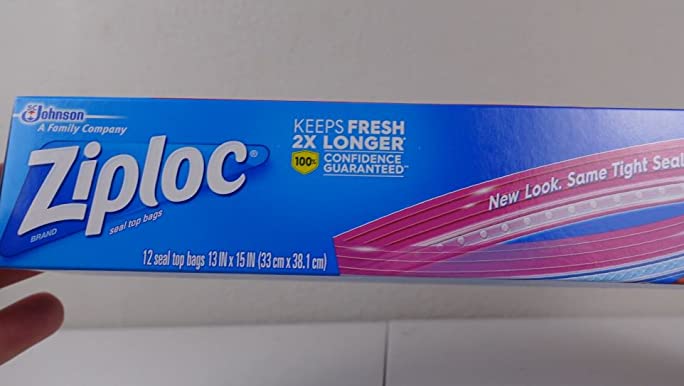 SC Johnson
A Family Company
Ziploc®
BRAND
seal top bags
KEEPS FRESH
2X LONGER*
100%
CONFIDENCE
GUARANTEED™
New Look. Same Tight Seal
12 seal top bags 13 IN x 15 IN (33 cm x 38.1 cm)